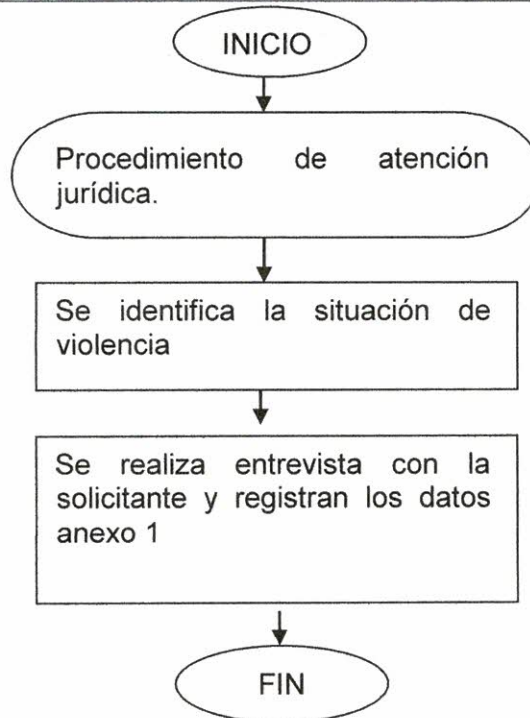 INICIO
Procedimiento de atención
jurídica.
Se identifica la situación de
violencia
Se realiza entrevista con la
solicitante y registran los datos
anexo 1
FIN